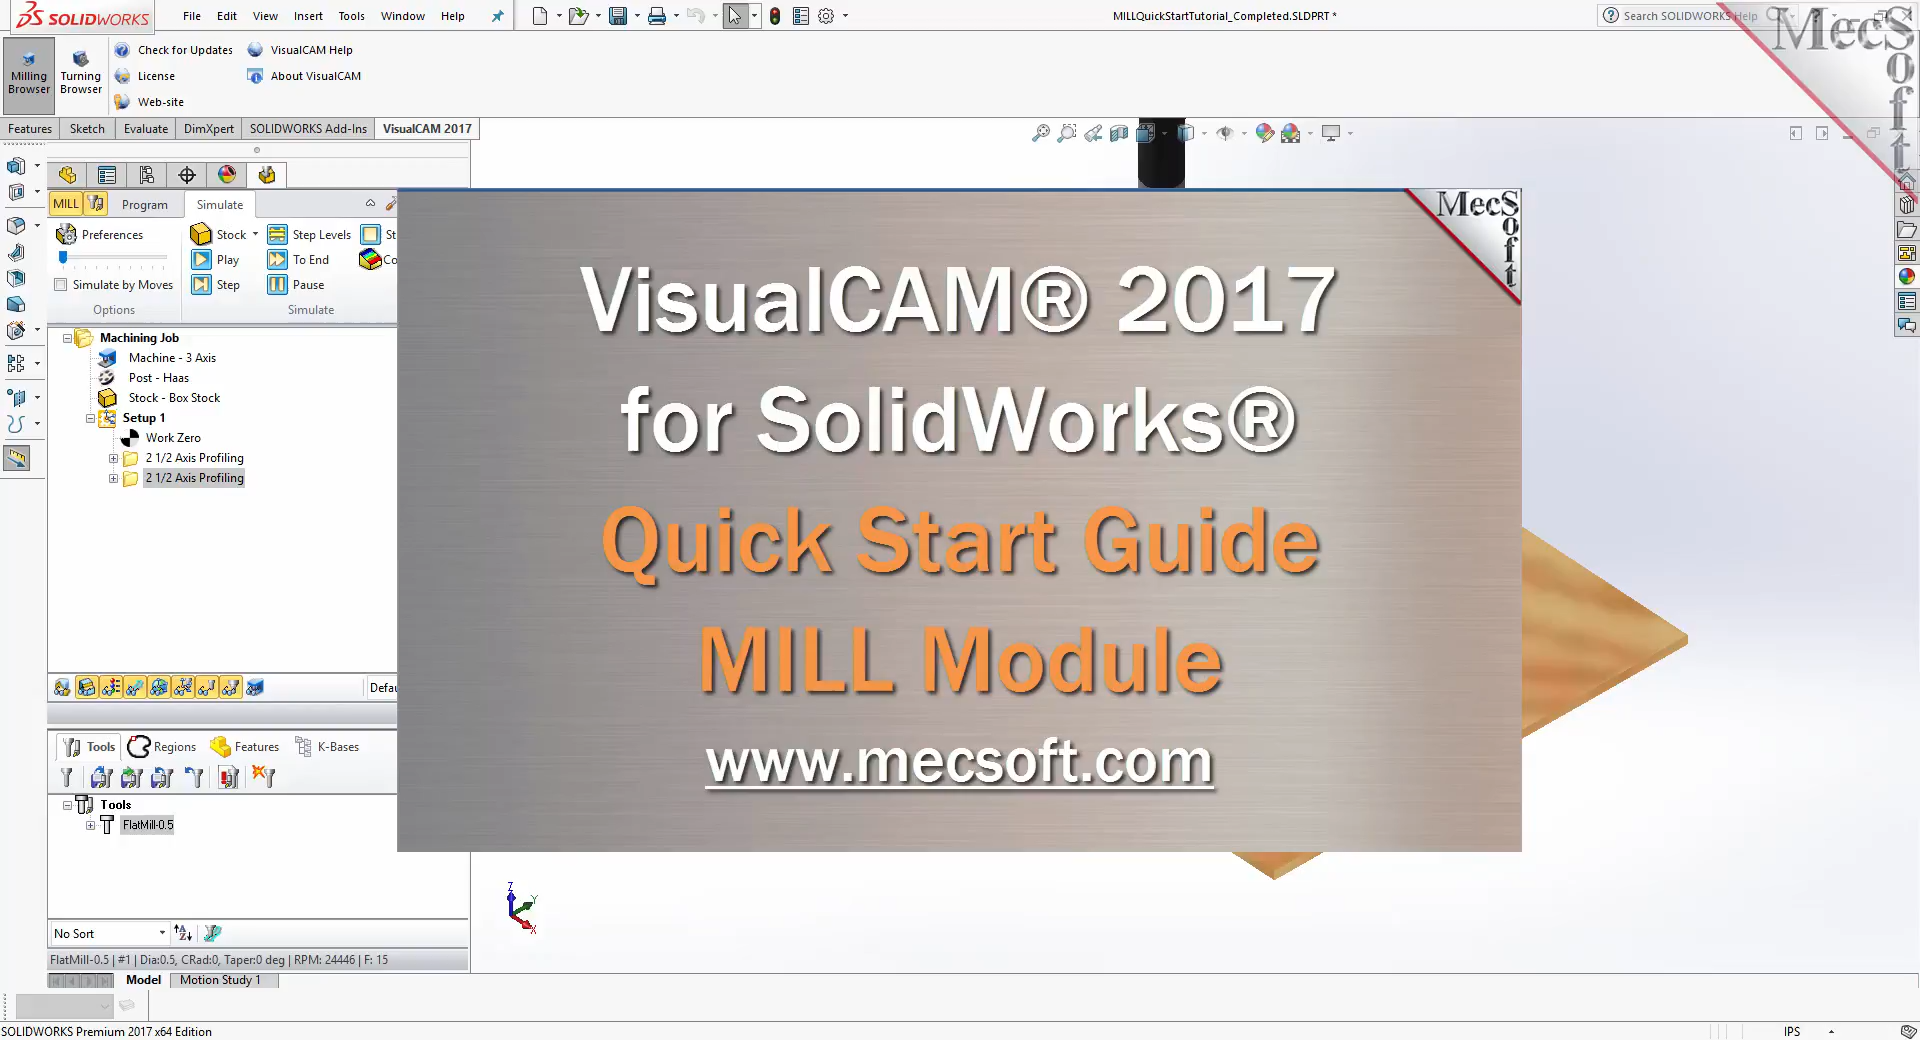 SOLIDWORKS
File Edit View Insert Tools Window Help
MILLQuickStartTutorial_Completed.SLDPRT *
Search SOLIDWORKS Help
MecSoft
Milling Browser
Turning Browser
Check for Updates
VisualCAM Help
License
About VisualCAM
Web-site
Features Sketch Evaluate DimXpert SOLIDWORKS Add-Ins VisualCAM 2017
MILL Program Simulate
Preferences
Stock Step Levels St
Play To End Co
Simulate by Moves
Step Pause
Options Simulate
Machining Job
Machine - 3 Axis
Post - Haas
Stock - Box Stock
Setup 1
Work Zero
2 1/2 Axis Profiling
2 1/2 Axis Profiling
Defau
MecSoft
VisualCAM® 2017
for SolidWorks®
Quick Start Guide
MILL Module
www.mecsoft.com
Tools Regions Features K-Bases
Tools
FlatMill-0.5
Z
Y
X
No Sort
FlatMill-0.5 | #1 | Dia:0.5, CRad:0, Taper:0 deg | RPM: 24446 | F: 15
Model Motion Study 1
SOLIDWORKS Premium 2017 x64 Edition
IPS